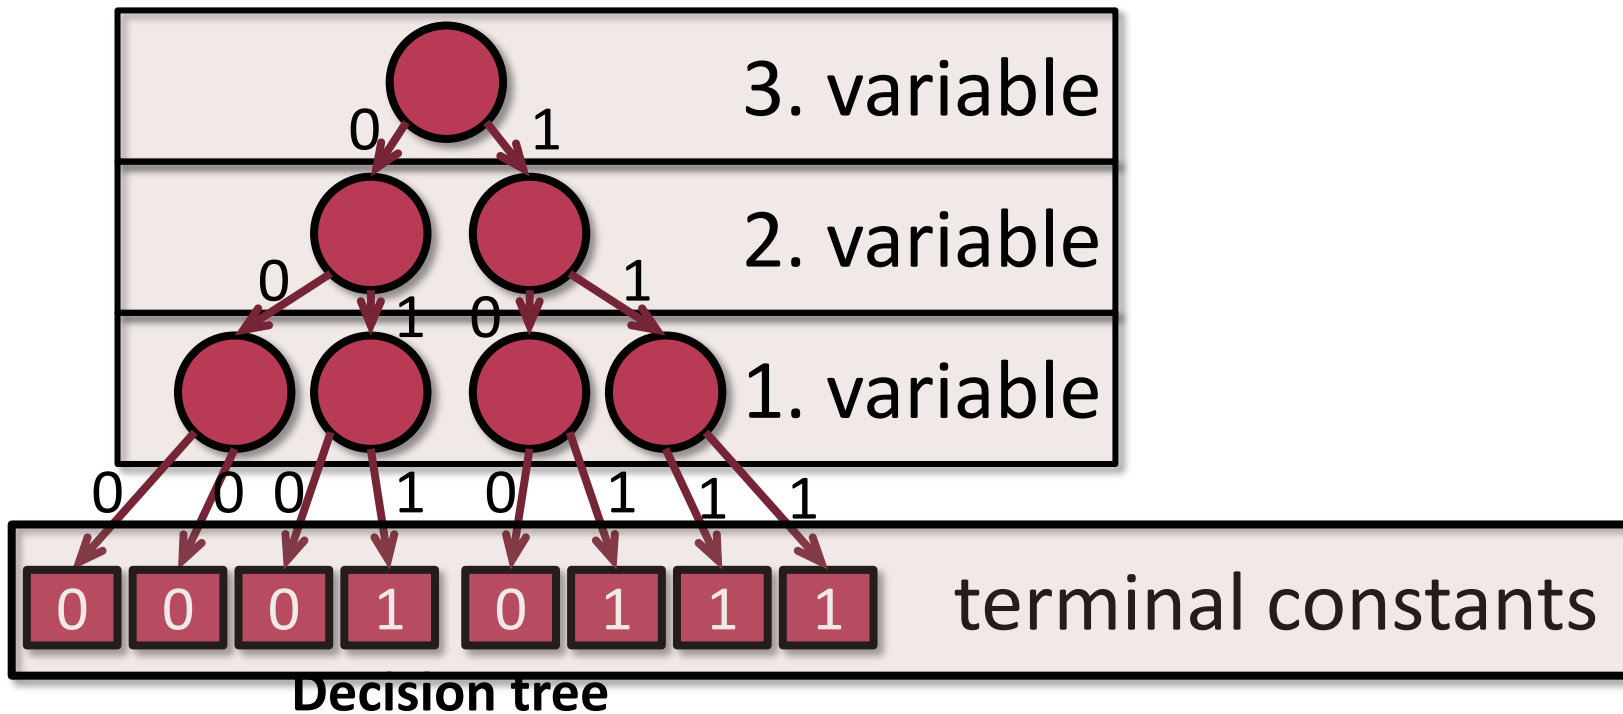 3. variable
0 1
2. variable
0 1 0 1
1. variable
0 0 0 1 0 1 1 1
0 0 0 1 0 1 1 1
terminal constants
Decision tree